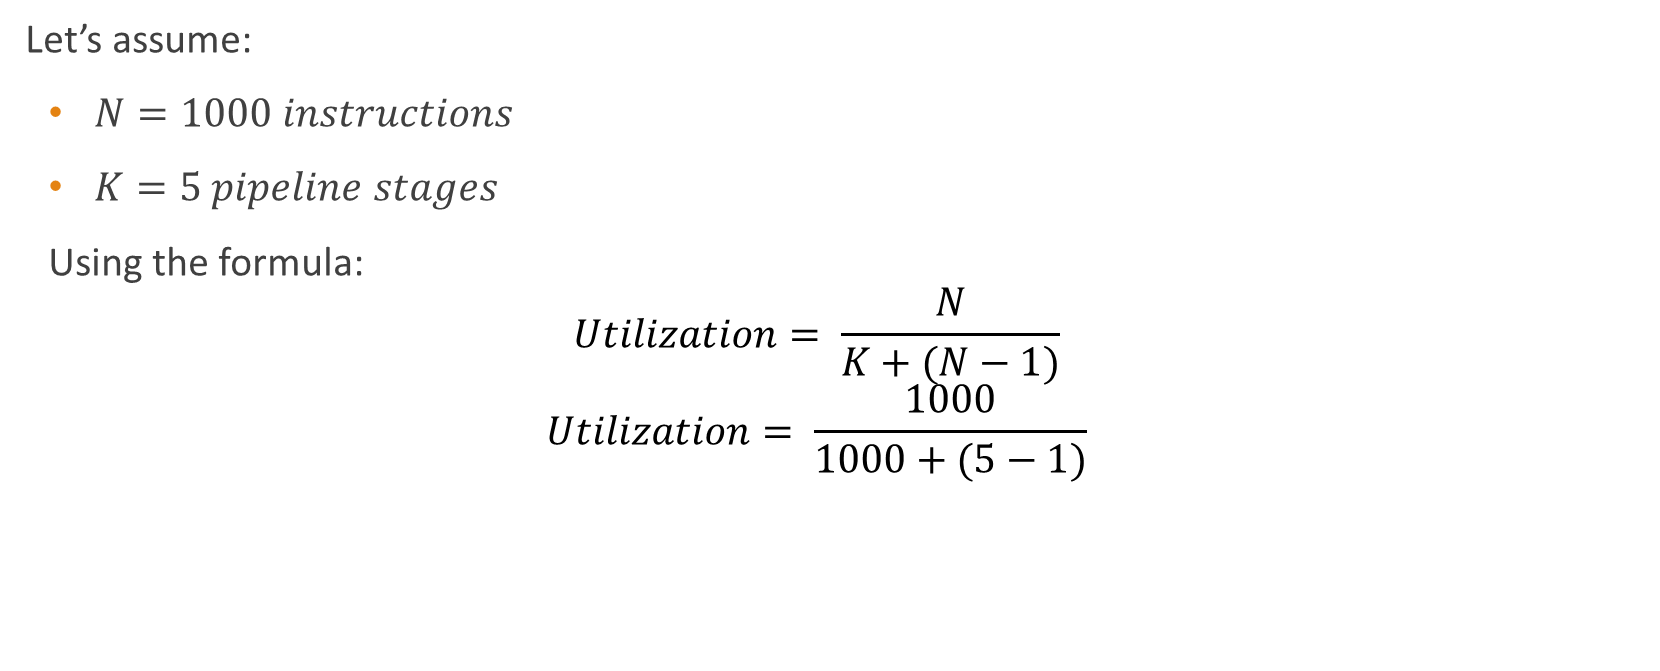 Let’s assume:
• N = 1000 instructions
• K = 5 pipeline stages
Using the formula:
Utilization = N / K + (N − 1)
Utilization = 1000 / 1000 + (5 − 1)